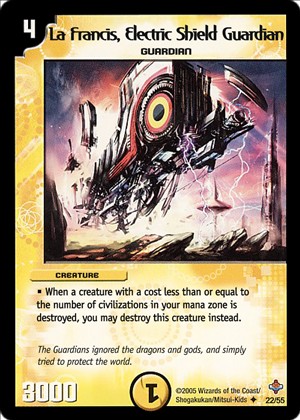 4 La Francis, Electric Shield Guardian
GUARDIAN
CREATURE
▪ When a creature with a cost less than or equal to
the number of civilizations in your mana zone is
destroyed, you may destroy this creature instead.
The Guardians ignored the dragons and gods, and simply
tried to protect the world.
3000
1
©2005 Wizards of the Coast/
Shogakukan/Mitsui-Kids ✦ 22/55